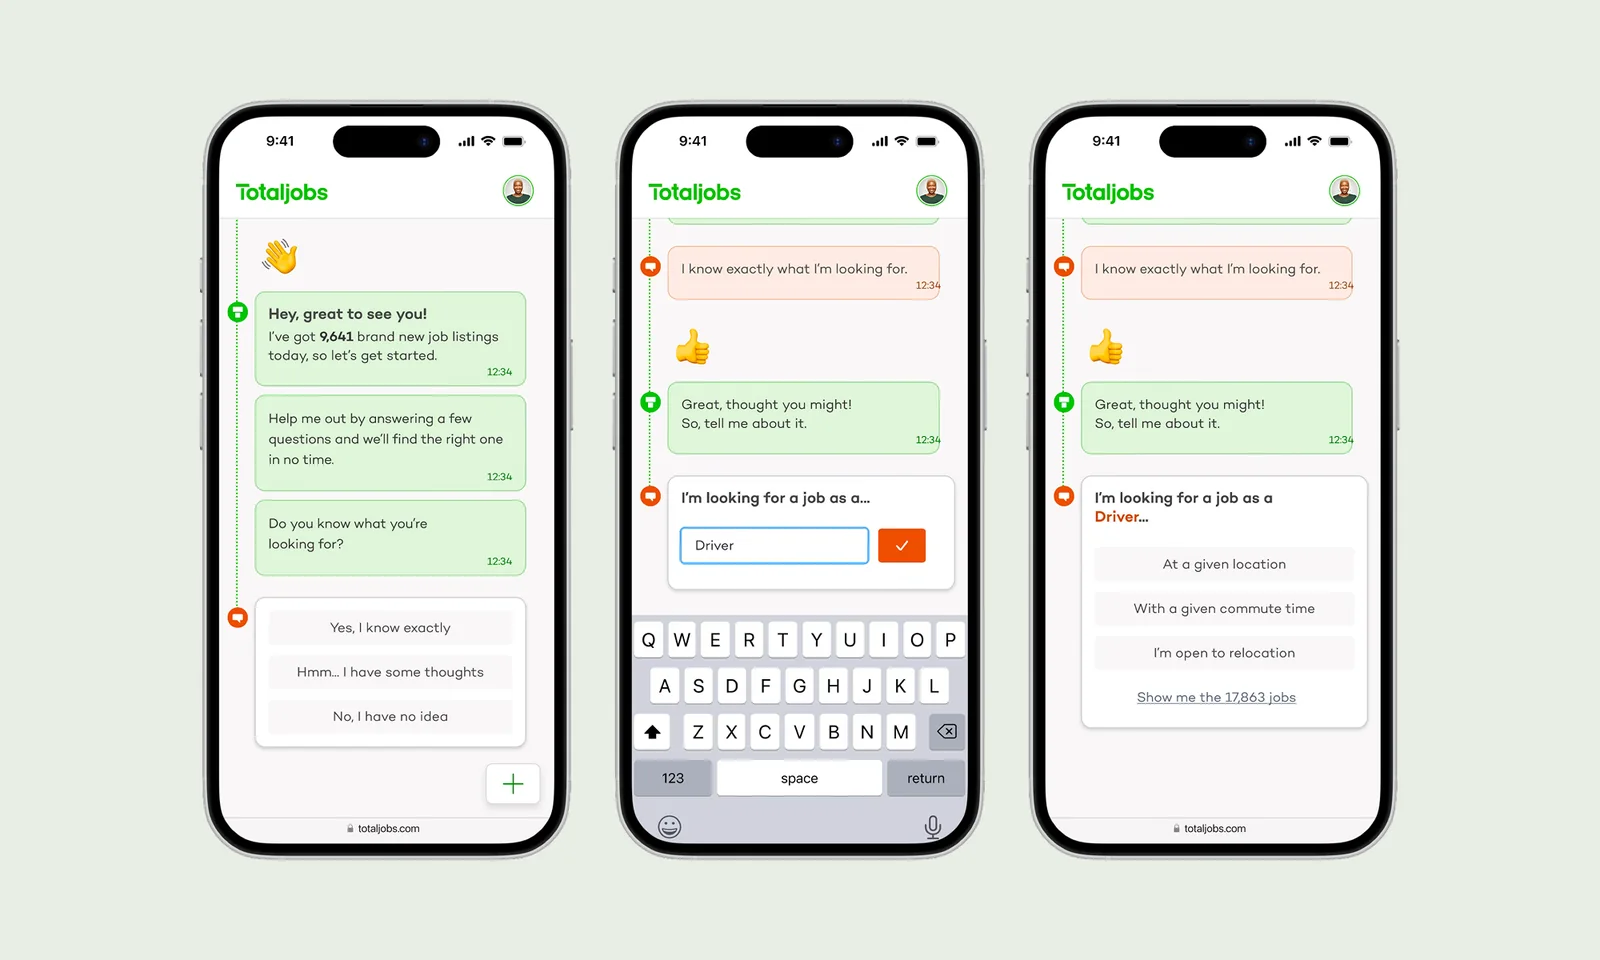 9:41
Totaljobs
Hey, great to see you!
I've got 9,641 brand new job listings
today, so let's get started.
12:34
Help me out by answering a few
questions and we'll find the right one
in no time.
12:34
Do you know what you're
looking for?
12:34
Yes, I know exactly
Hmm... I have some thoughts
No, I have no idea
totaljobs.com
9:41
Totaljobs
I know exactly what I'm looking for.
12:34
Great, thought you might!
So, tell me about it.
12:34
I'm looking for a job as a...
Driver
Q W E R T Y U I O P
A S D F G H J K L
Z X C V B N M
123 space return
9:41
Totaljobs
I know exactly what I'm looking for.
12:34
Great, thought you might!
So, tell me about it.
12:34
I'm looking for a job as a
Driver...
At a given location
With a given commute time
I'm open to relocation
Show me the 17,863 jobs
totaljobs.com